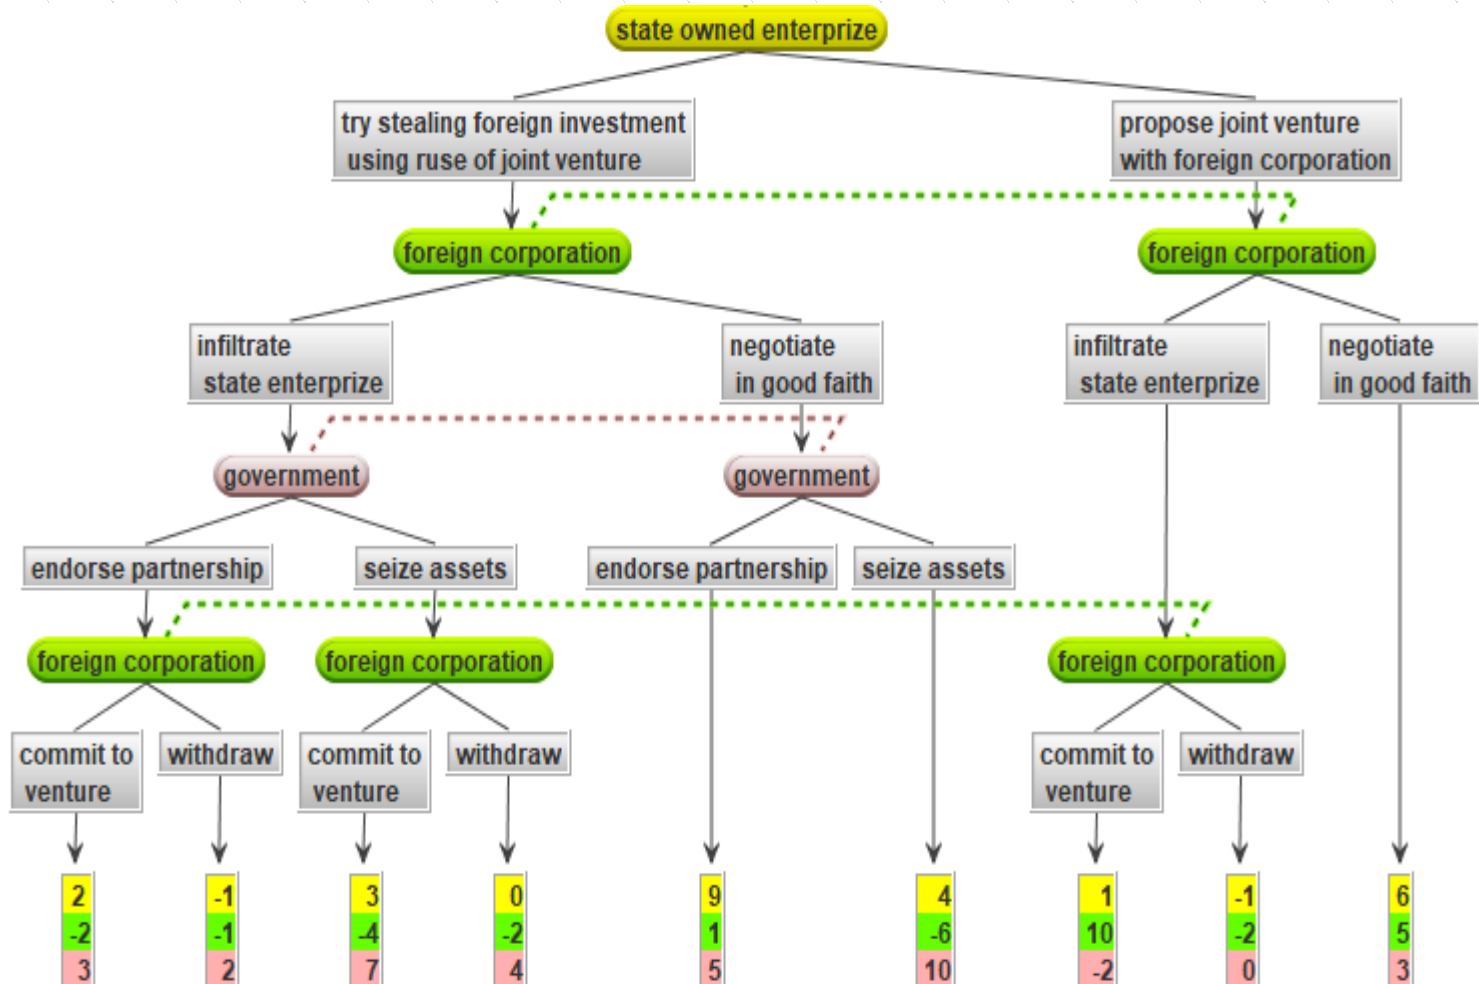 state owned enterprize
try stealing foreign investment
using ruse of joint venture
propose joint venture
with foreign corporation
foreign corporation
foreign corporation
infiltrate
state enterprize
negotiate
in good faith
infiltrate
state enterprize
negotiate
in good faith
government
government
endorse partnership
seize assets
endorse partnership
seize assets
foreign corporation
foreign corporation
foreign corporation
commit to
venture
withdraw
commit to
venture
withdraw
commit to
venture
withdraw
2 -1 3 0 9 4 1 -1 6
-2 -1 -4 -2 1 -6 10 -2 5
3 2 7 4 5 10 -2 0 3